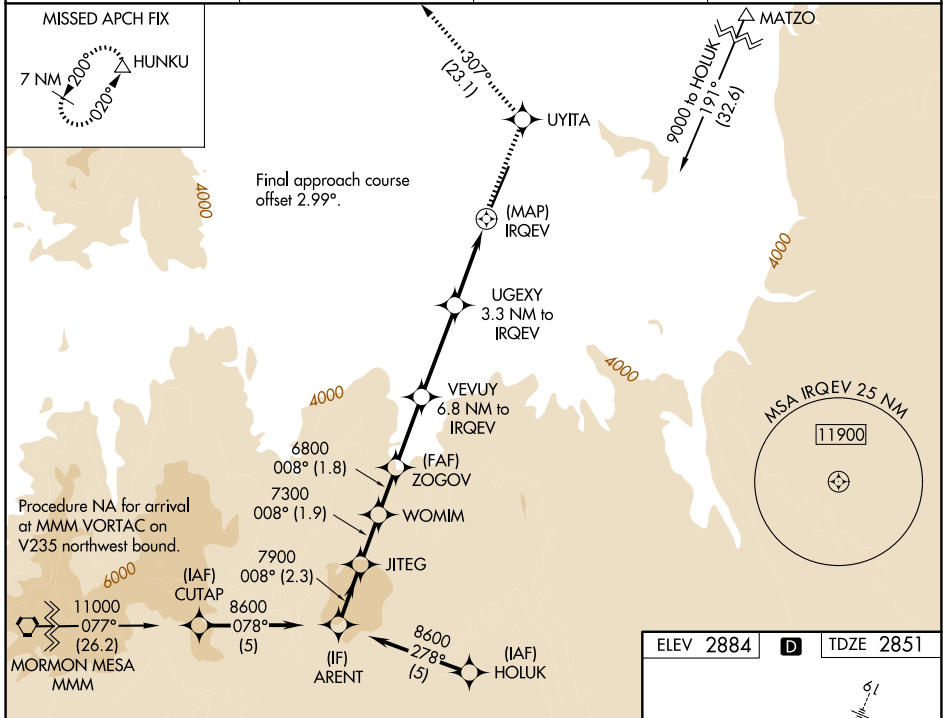 MISSED APCH FIX
HUNKU
7 NM
200°
020°
307°
(23.1)
MATZO
9000 to HOLUK
191°
(32.6)
UYITA
4000
Final approach course
offset 2.99°.
(MAP)
IRQEV
4000
UGEXY
3.3 NM to
IRQEV
4000
4000
VEVUY
6.8 NM to
IRQEV
MSA IRQEV 25 NM
11900
6800
008° (1.8)
(FAF)
ZOGOV
7300
008° (1.9)
WOMIM
Procedure NA for arrival
at MMM VORTAC on
V235 northwest bound.
7900
008° (2.3)
JITEG
6000
(IAF)
CUTAP
11000
077°
(26.2)
8600
078°
(5)
MORMON MESA
MMM
(IF)
ARENT
8600
278°
(5)
(IAF)
HOLUK
ELEV 2884
D
TDZE 2851
19